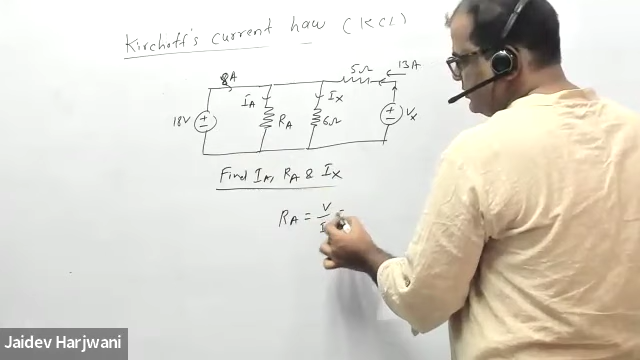 Kirchoff's current haw (KCL)
8A
5Ω
13A
IA
RA
IX
6Ω
18V
Vx
Find IA, RA & IX
RA = V
I
Jaidev Harjwani